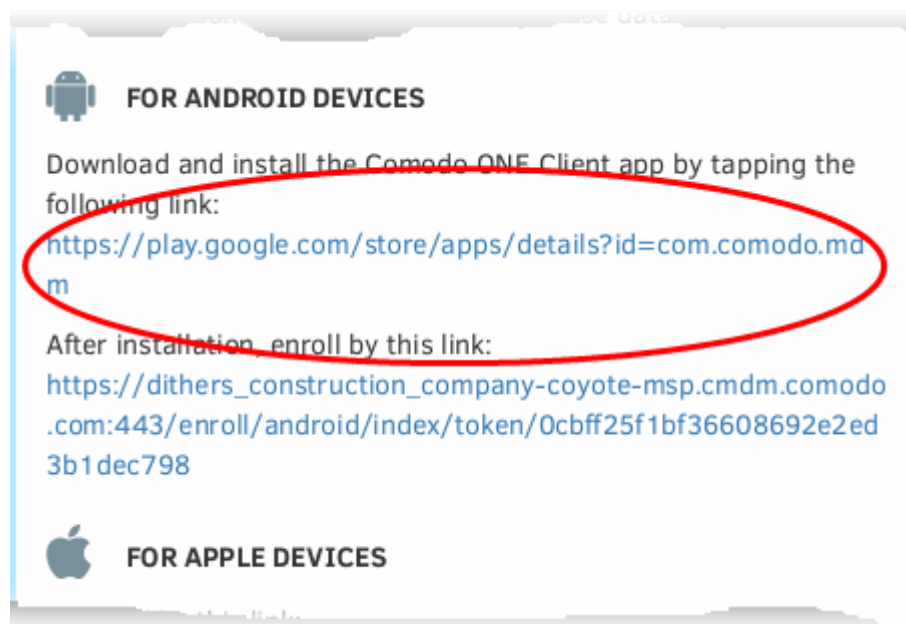 FOR ANDROID DEVICES
Download and install the Comodo ONE Client app by tapping the
following link:
https://play.google.com/store/apps/details?id=com.comodo.md
m
After installation, enroll by this link:
https://dithers_construction_company-coyote-msp.cmdm.comodo
.com:443/enroll/android/index/token/0cbff25f1bf36608692e2ed
3b1dec798
FOR APPLE DEVICES